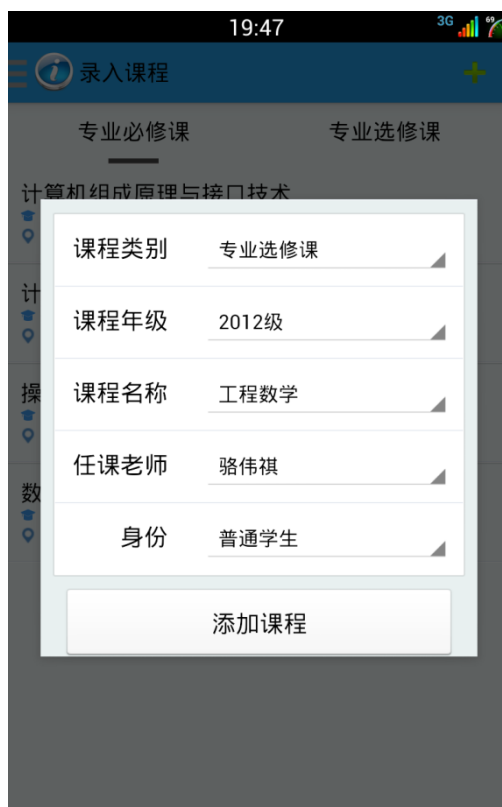 19:47
3G
69
录入课程
专业必修课
专业选修课
计算机组成原理与接口技术
课程类别
专业选修课
计
课程年级
2012级
操
课程名称
工程数学
任课老师
骆伟祺
数
身份
普通学生
添加课程